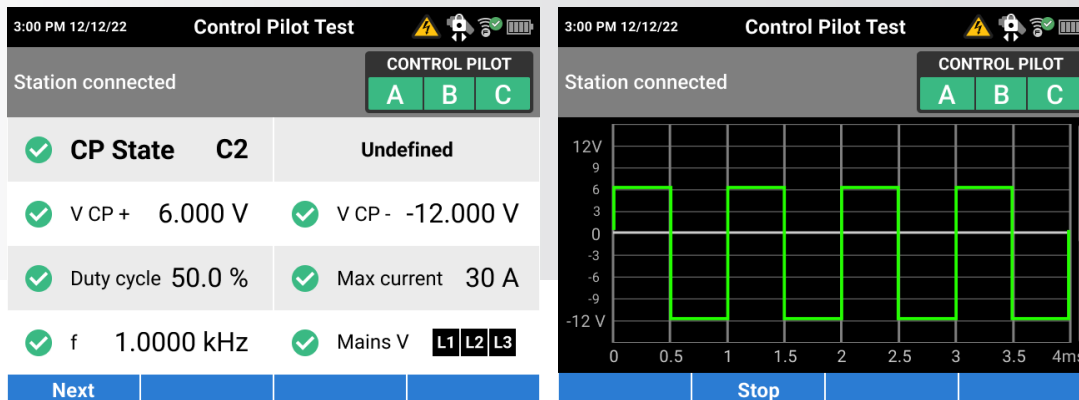 3:00 PM 12/12/22 Control Pilot Test
Station connected
CONTROL PILOT
A B C
CP State C2 Undefined
V CP + 6.000 V V CP - -12.000 V
Duty cycle 50.0 % Max current 30 A
f 1.0000 kHz Mains V L1 L2 L3
Next
3:00 PM 12/12/22 Control Pilot Test
Station connected
CONTROL PILOT
A B C
12V
9
6
3
0
-3
-6
-9
-12 V
0 0.5 1 1.5 2 2.5 3 3.5 4ms
Stop